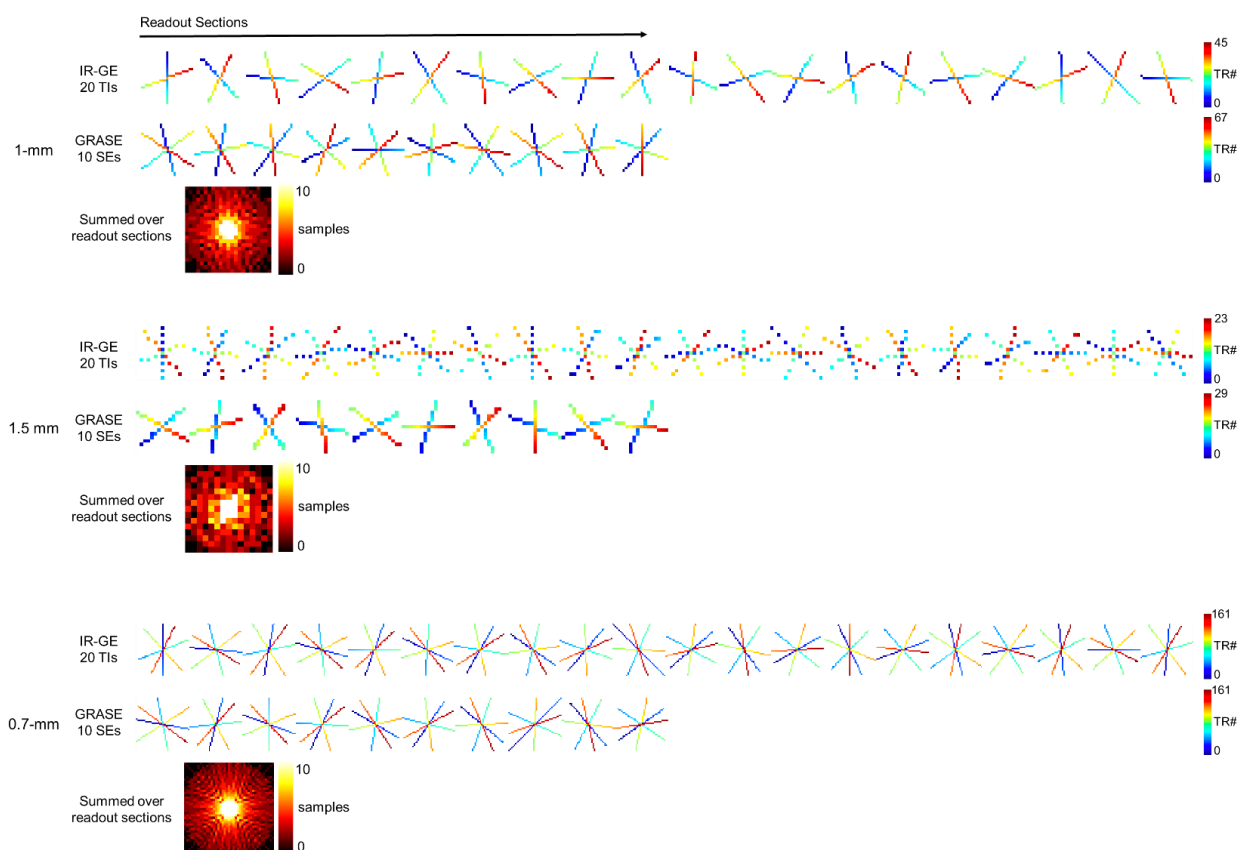 Readout Sections
IR-GE
20 TIs
45
TR#
0
1-mm
GRASE
10 SEs
67
TR#
0
Summed over
readout sections
10
samples
0
IR-GE
20 TIs
23
TR#
0
1.5 mm
GRASE
10 SEs
29
TR#
0
Summed over
readout sections
10
samples
0
IR-GE
20 TIs
161
TR#
0
0.7-mm
GRASE
10 SEs
161
TR#
0
Summed over
readout sections
10
samples
0